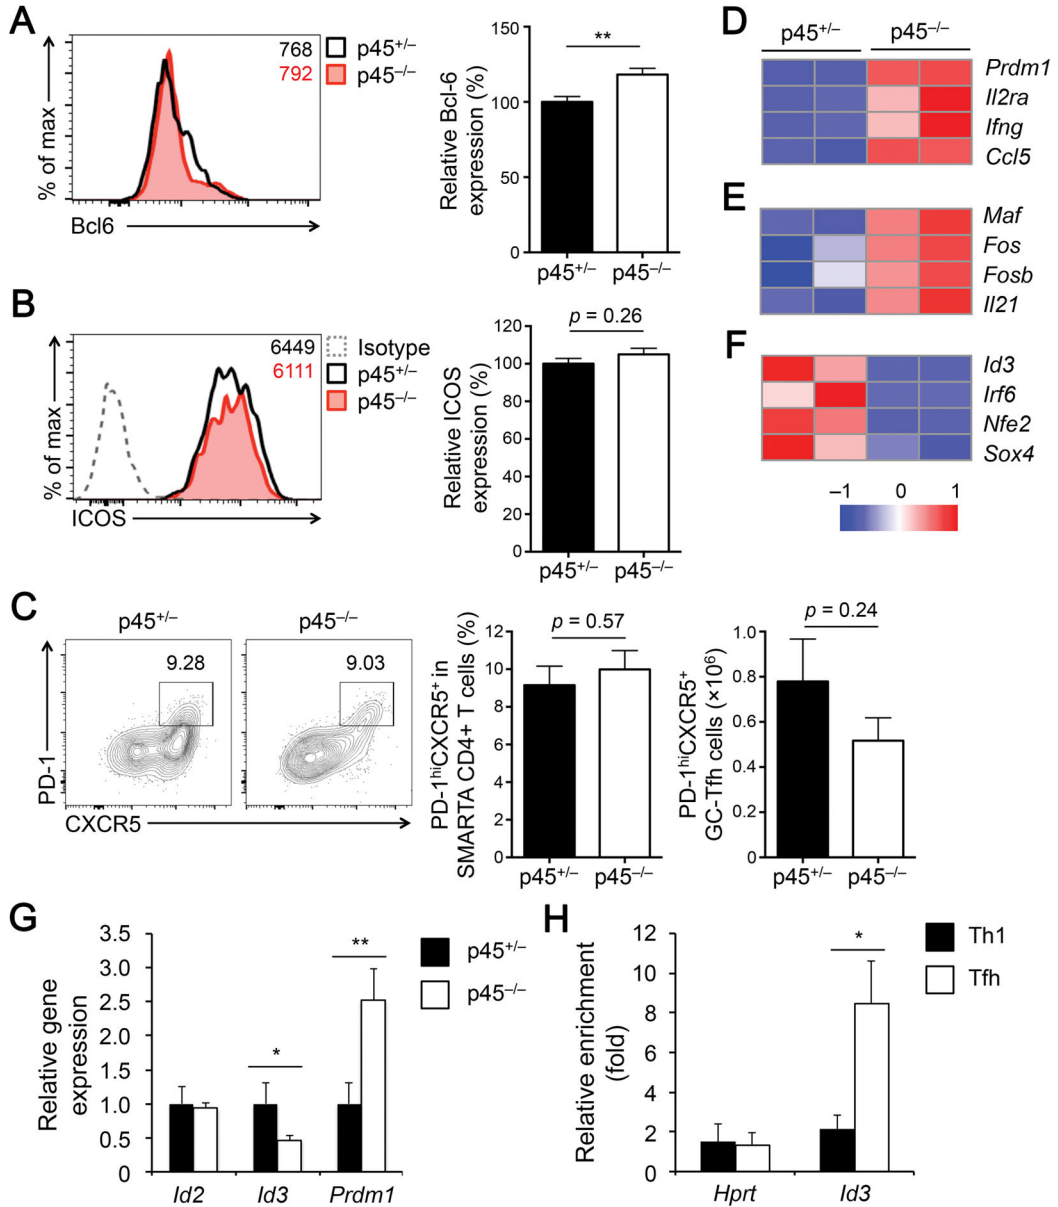 A
768
792
p45+/–
p45–/–
% of max
Bcl6
Relative Bcl-6
expression (%)
150
100
50
0
**
p45+/–
p45–/–
D
p45+/–
p45–/–
Prdm1
Il2ra
Ifng
Ccl5
E
Maf
Fos
Fosb
Il21
F
Id3
Irf6
Nfe2
Sox4
–1
0
1
B
6449
6111
Isotype
p45+/–
p45–/–
% of max
ICOS
Relative ICOS
expression (%)
120
100
80
60
40
20
0
p = 0.26
p45+/–
p45–/–
C
p45+/–
p45–/–
9.28
9.03
PD-1
CXCR5
PD-1hiCXCR5+ in
SMARTA CD4+ T cells (%)
12
10
8
6
4
2
0
p = 0.57
p45+/–
p45–/–
PD-1hiCXCR5+
GC-Tfh cells (×10⁶)
1.0
0.8
0.6
0.4
0.2
0
p = 0.24
p45+/–
p45–/–
G
Relative gene
expression
3.5
3.0
2.5
2.0
1.5
1.0
0.5
0
*
**
p45+/–
p45–/–
Id2
Id3
Prdm1
H
Relative enrichment
(fold)
12
10
8
6
4
2
0
*
Th1
Tfh
Hprt
Id3